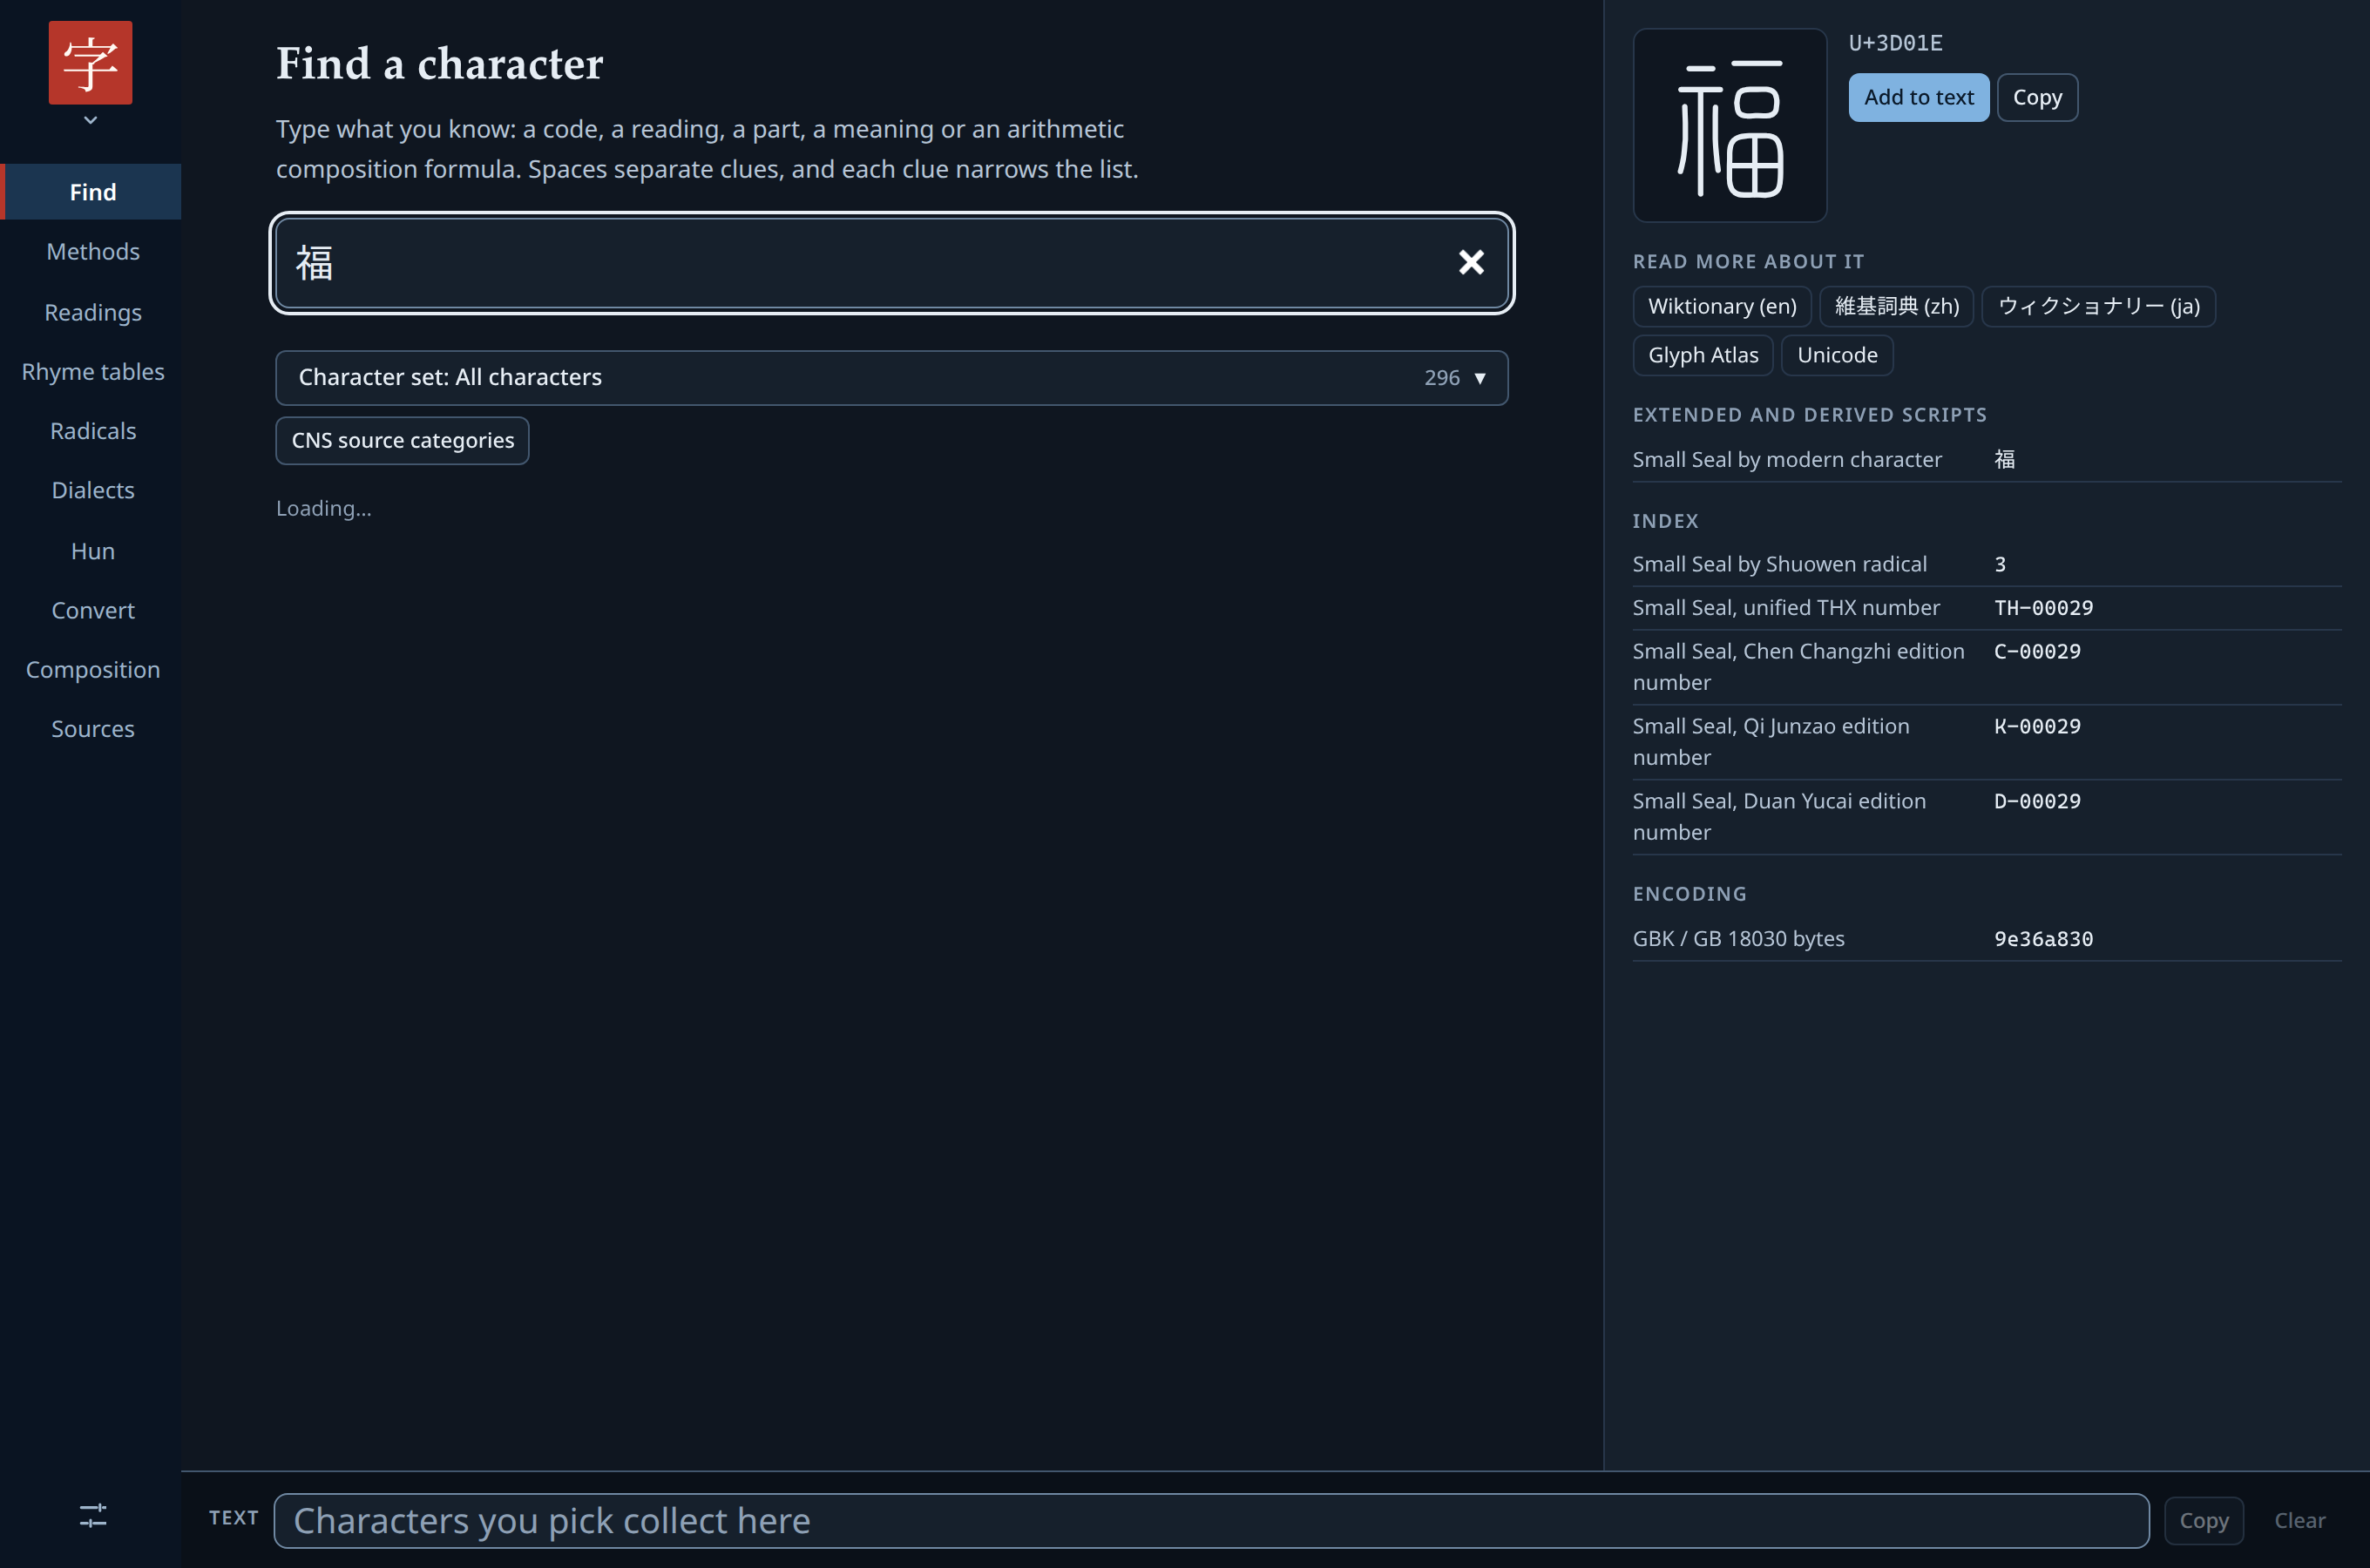 字
Find
Methods
Readings
Rhyme tables
Radicals
Dialects
Hun
Convert
Composition
Sources
Find a character
Type what you know: a code, a reading, a part, a meaning or an arithmetic
composition formula. Spaces separate clues, and each clue narrows the list.
福
Character set: All characters 296
CNS source categories
Loading...
福
U+3D01E
Add to text Copy
READ MORE ABOUT IT
Wiktionary (en) 維基詞典 (zh) ウィクショナリー (ja)
Glyph Atlas Unicode
EXTENDED AND DERIVED SCRIPTS
Small Seal by modern character 福
INDEX
Small Seal by Shuowen radical 3
Small Seal, unified THX number TH-00029
Small Seal, Chen Changzhi edition number C-00029
Small Seal, Qi Junzao edition number K-00029
Small Seal, Duan Yucai edition number D-00029
ENCODING
GBK / GB 18030 bytes 9e36a830
TEXT Characters you pick collect here Copy Clear